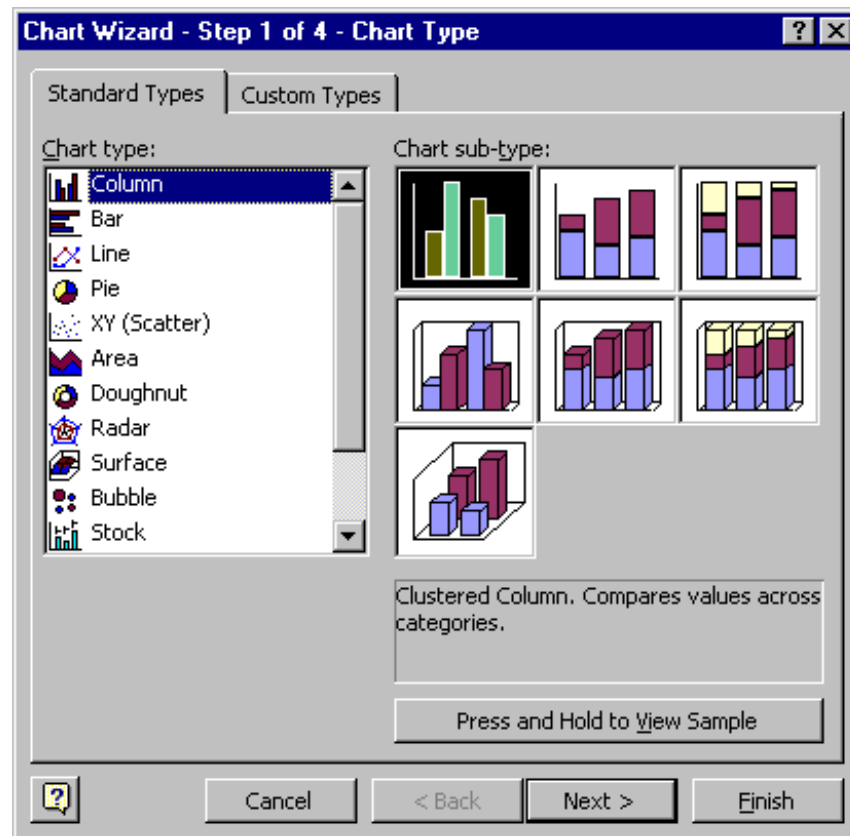 Chart Wizard - Step 1 of 4 - Chart Type
Standard Types
Custom Types
Chart type:
Column
Bar
Line
Pie
XY (Scatter)
Area
Doughnut
Radar
Surface
Bubble
Stock
Chart sub-type:
Clustered Column. Compares values across
categories.
Press and Hold to View Sample
Cancel
< Back
Next >
Finish